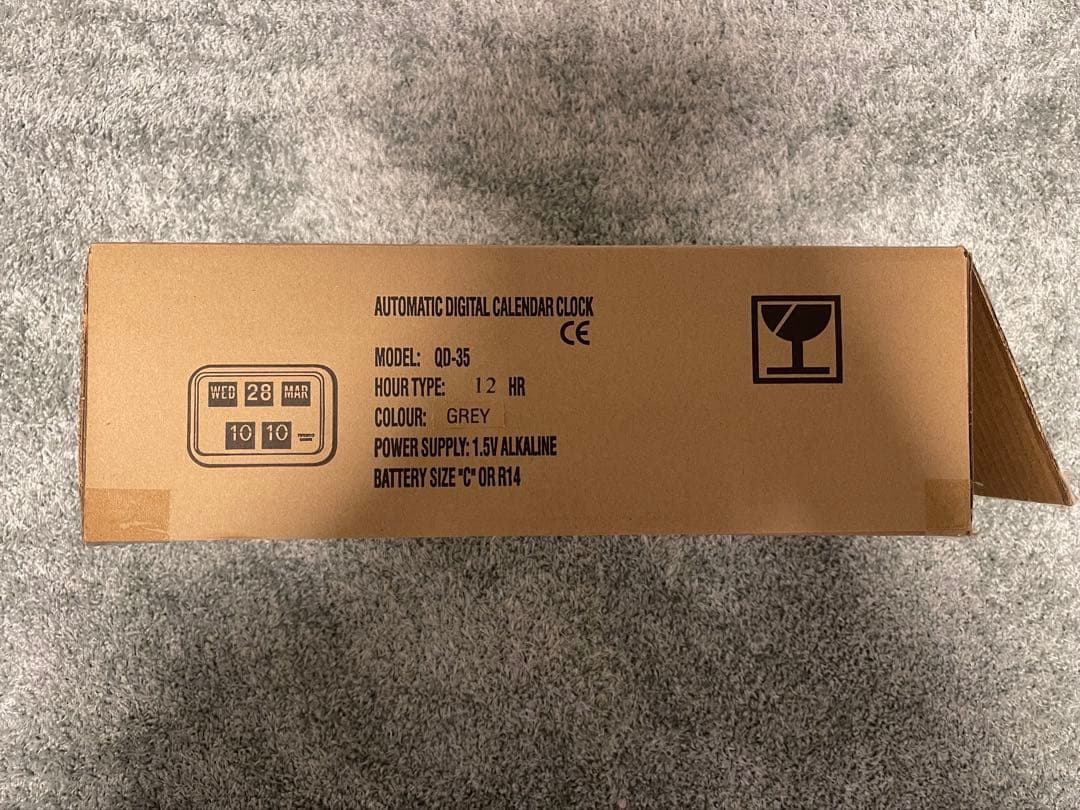 AUTOMATIC DIGITAL CALENDAR CLOCK
CE
MODEL: QD-35
HOUR TYPE: 12 HR
COLOUR: GREY
POWER SUPPLY: 1.5V ALKALINE
BATTERY SIZE "C" OR R14
WED 28 MAR
10 10